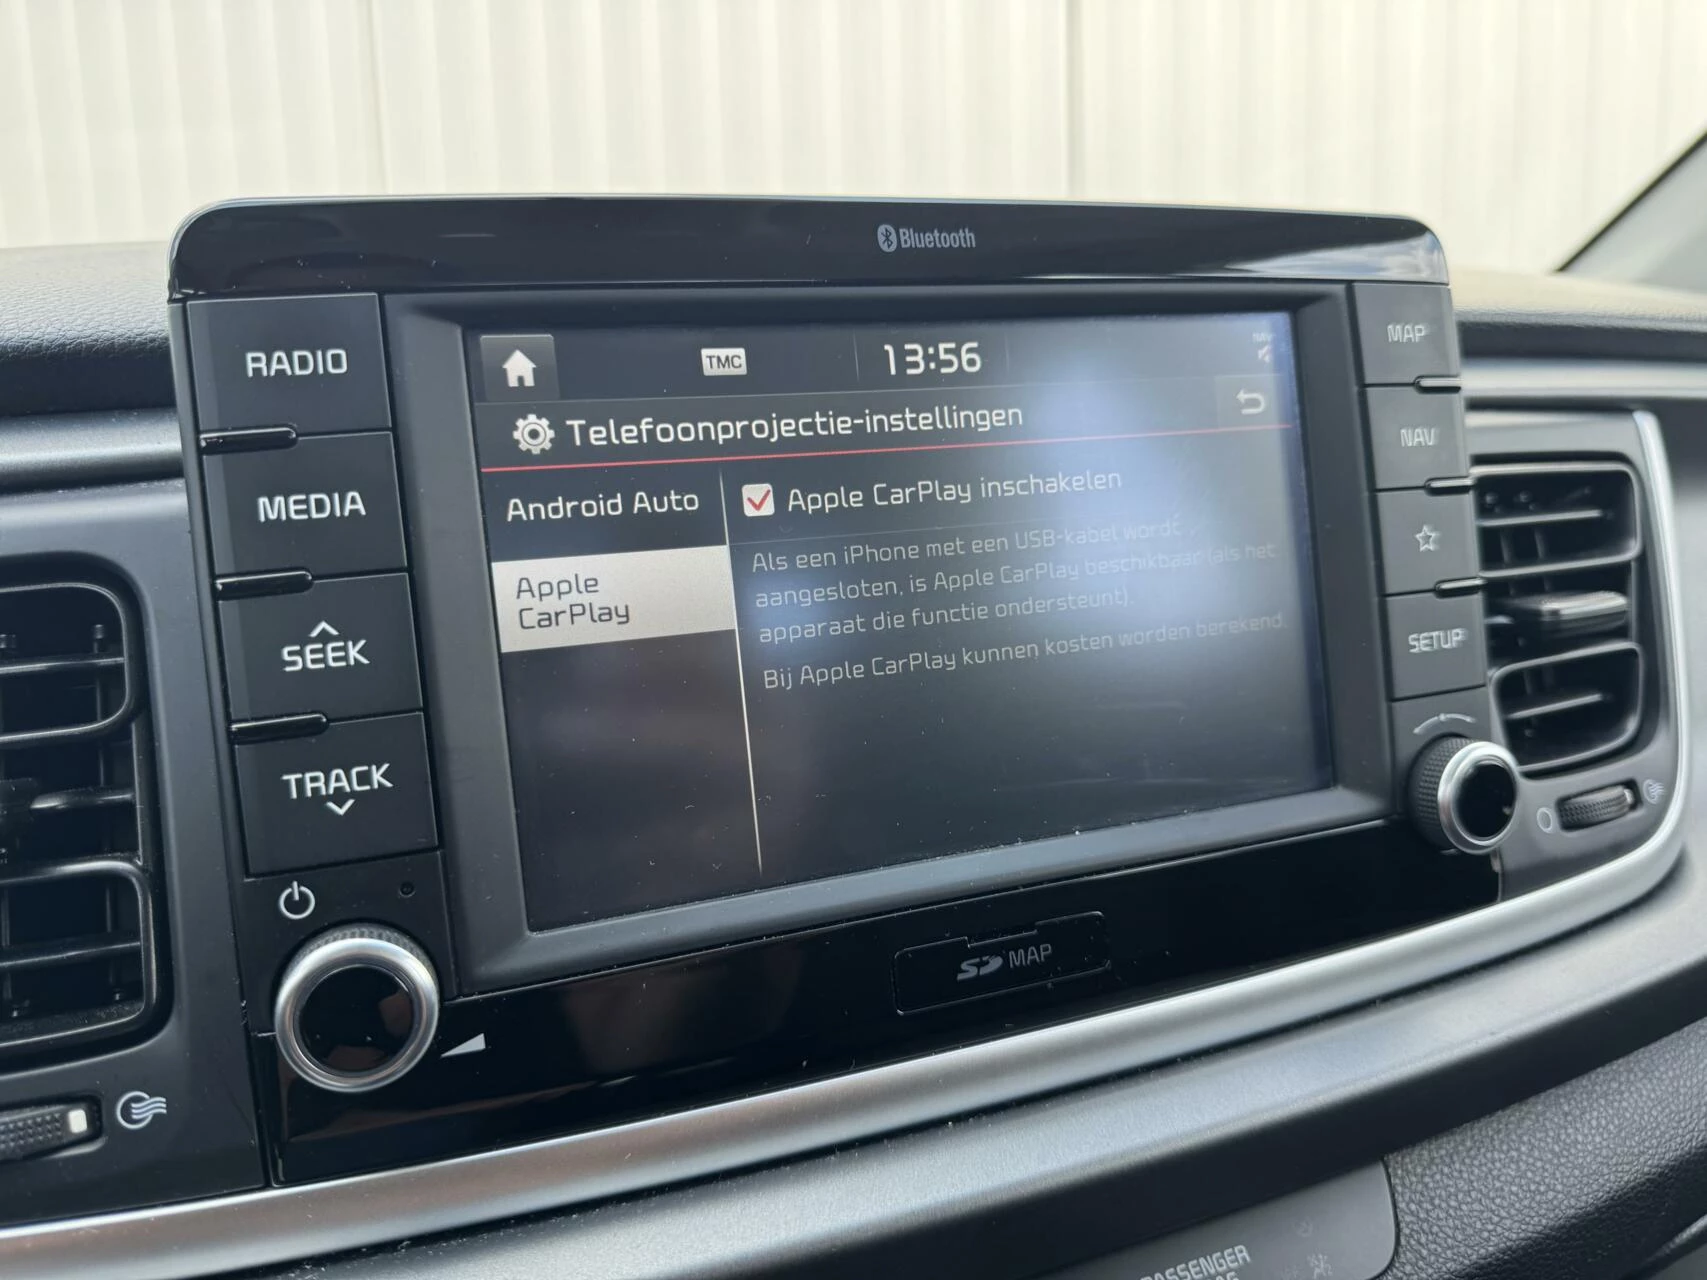 Bluetooth
RADIO
MEDIA
SEEK
TRACK
TMC
13:56
NAV
Telefoonprojectie-instellingen
Android Auto
Apple
CarPlay
Apple CarPlay inschakelen
Als een iPhone met een USB-kabel wordt
aangesloten, is Apple CarPlay beschikbaar (als het
apparaat die functie ondersteunt).
Bij Apple CarPlay kunnen kosten worden berekend.
MAP
NAV
SETUP
SD MAP
PASSENGER